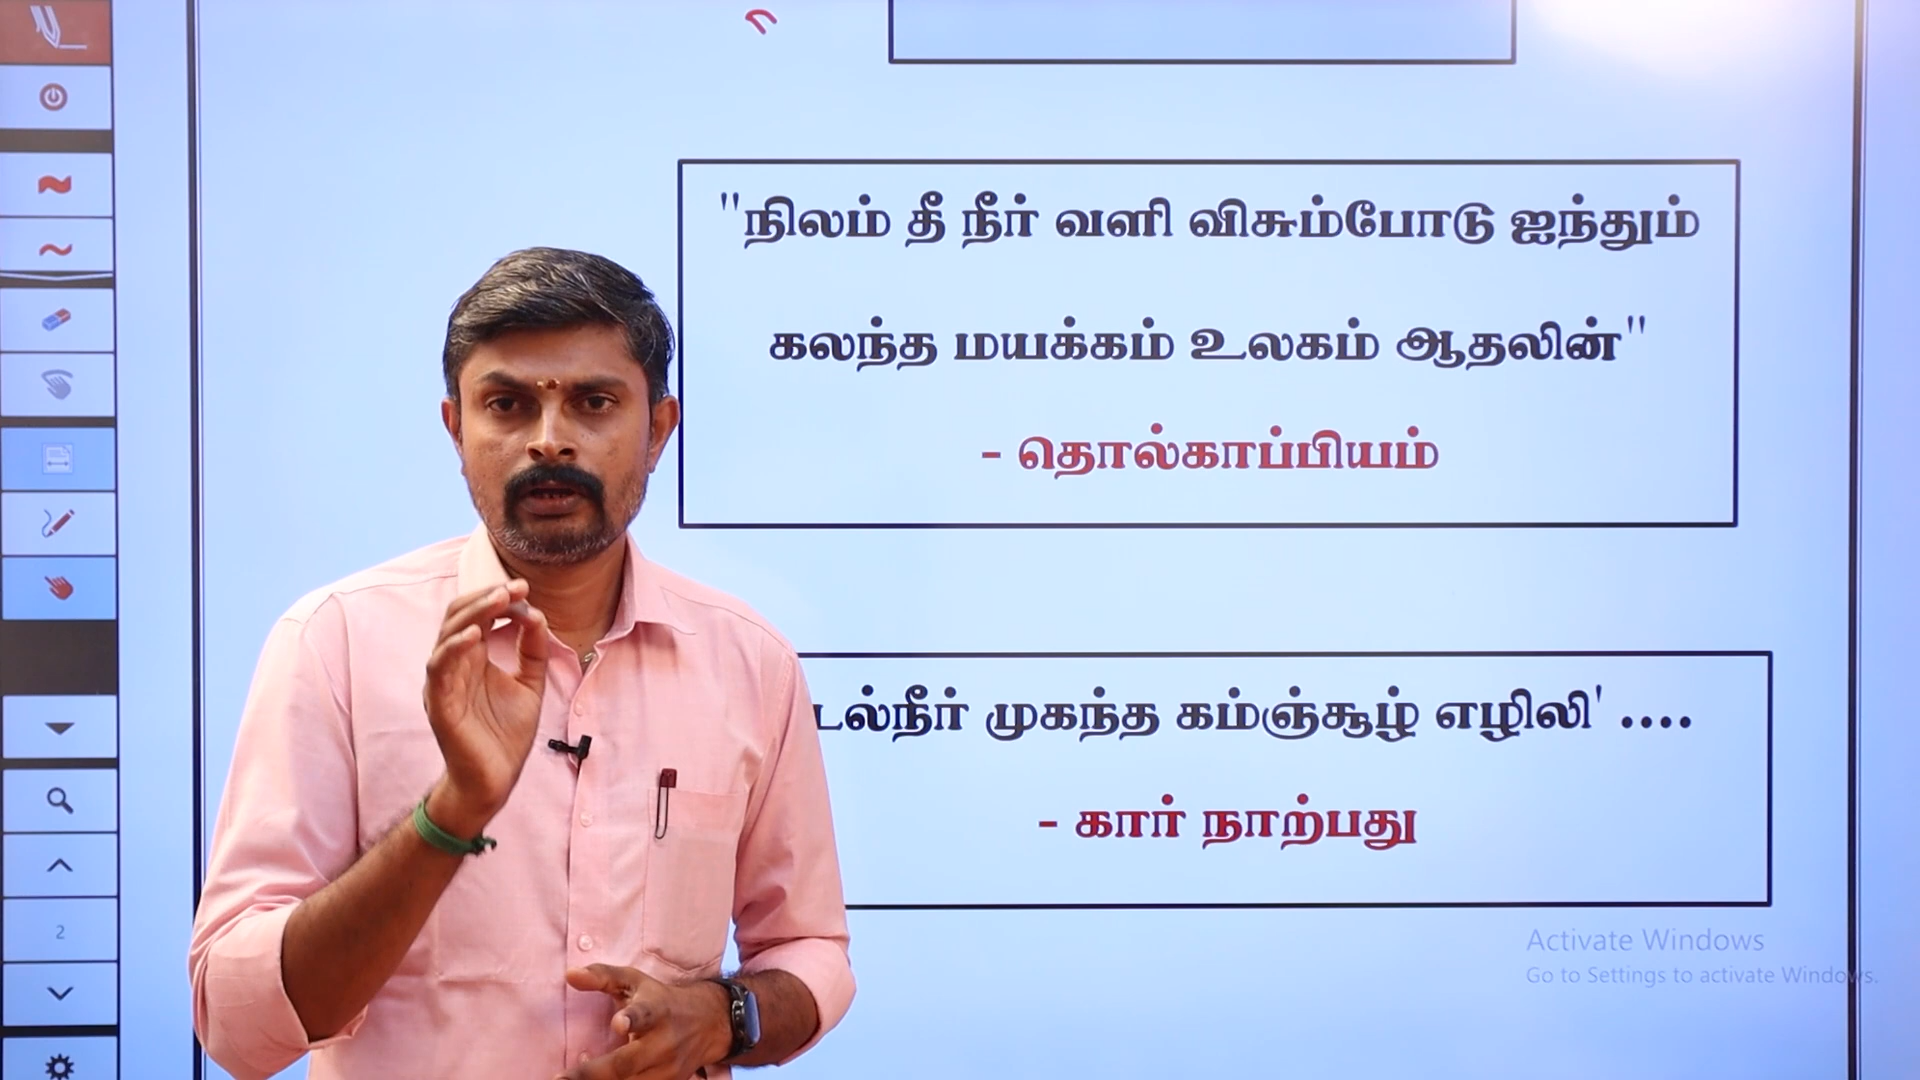 "நிலம் தீ நீர் வளி விசும்போடு ஐந்தும்
கலந்த மயக்கம் உலகம் ஆதலின்"
- தொல்காப்பியம்
டல்நீர் முகந்த கமஞ்சூழ் எழிலி' ....
- கார் நாற்பது
Activate Windows
Go to Settings to activate Windows.
2